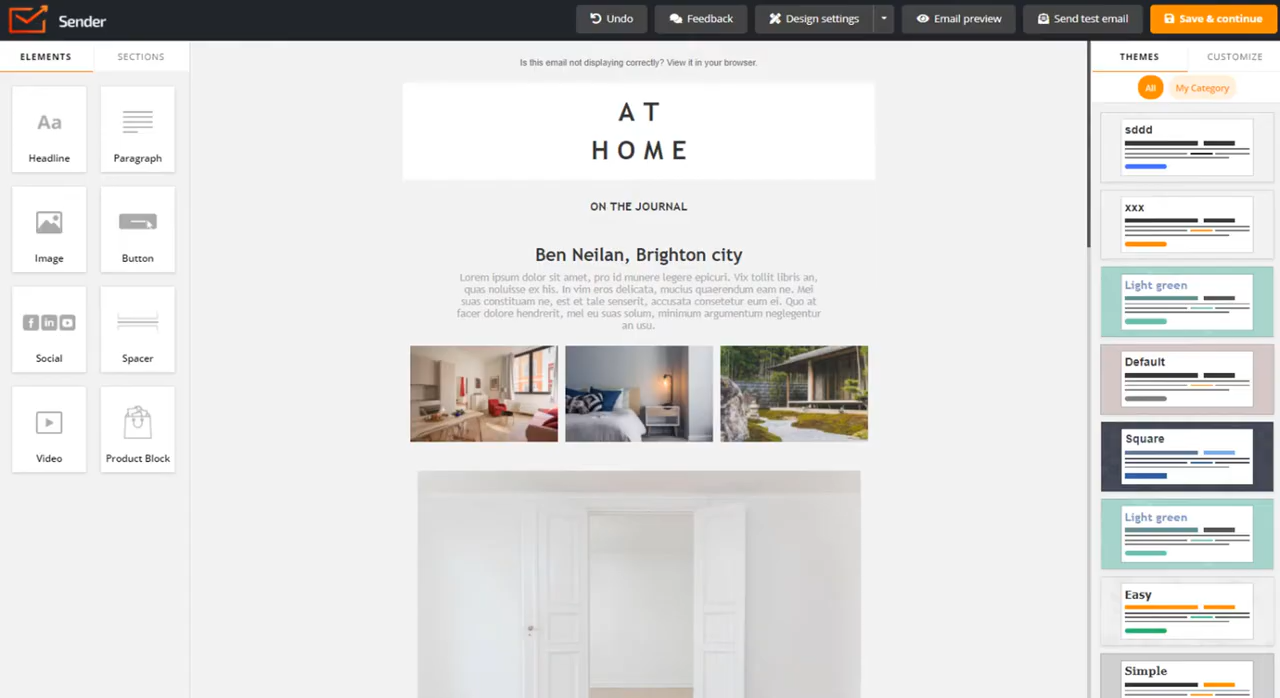 Sender
Undo
Feedback
Design settings
Email preview
Send test email
Save & continue
ELEMENTS
SECTIONS
Aa
Headline
Paragraph
Image
Button
Social
Spacer
Video
Product Block
Is this email not displaying correctly? View it in your browser.
AT
HOME
ON THE JOURNAL
Ben Neilan, Brighton city
Lorem ipsum dolor sit amet, pro id munere legere epicuri. Vix tollit libris an,
quas noluisse ex his. In vim eros delicata, mucius quaerendum eam ne. Mei
suas constituam ne, est et tale senserit, accusata consetetur eum ei. Quo at
facer dolore hendrerit, mel eu suas solum, minimum argumentum neglegentur
an usu.
THEMES
CUSTOMIZE
All
My Category
sddd
xxx
Light green
Default
Square
Light green
Easy
Simple